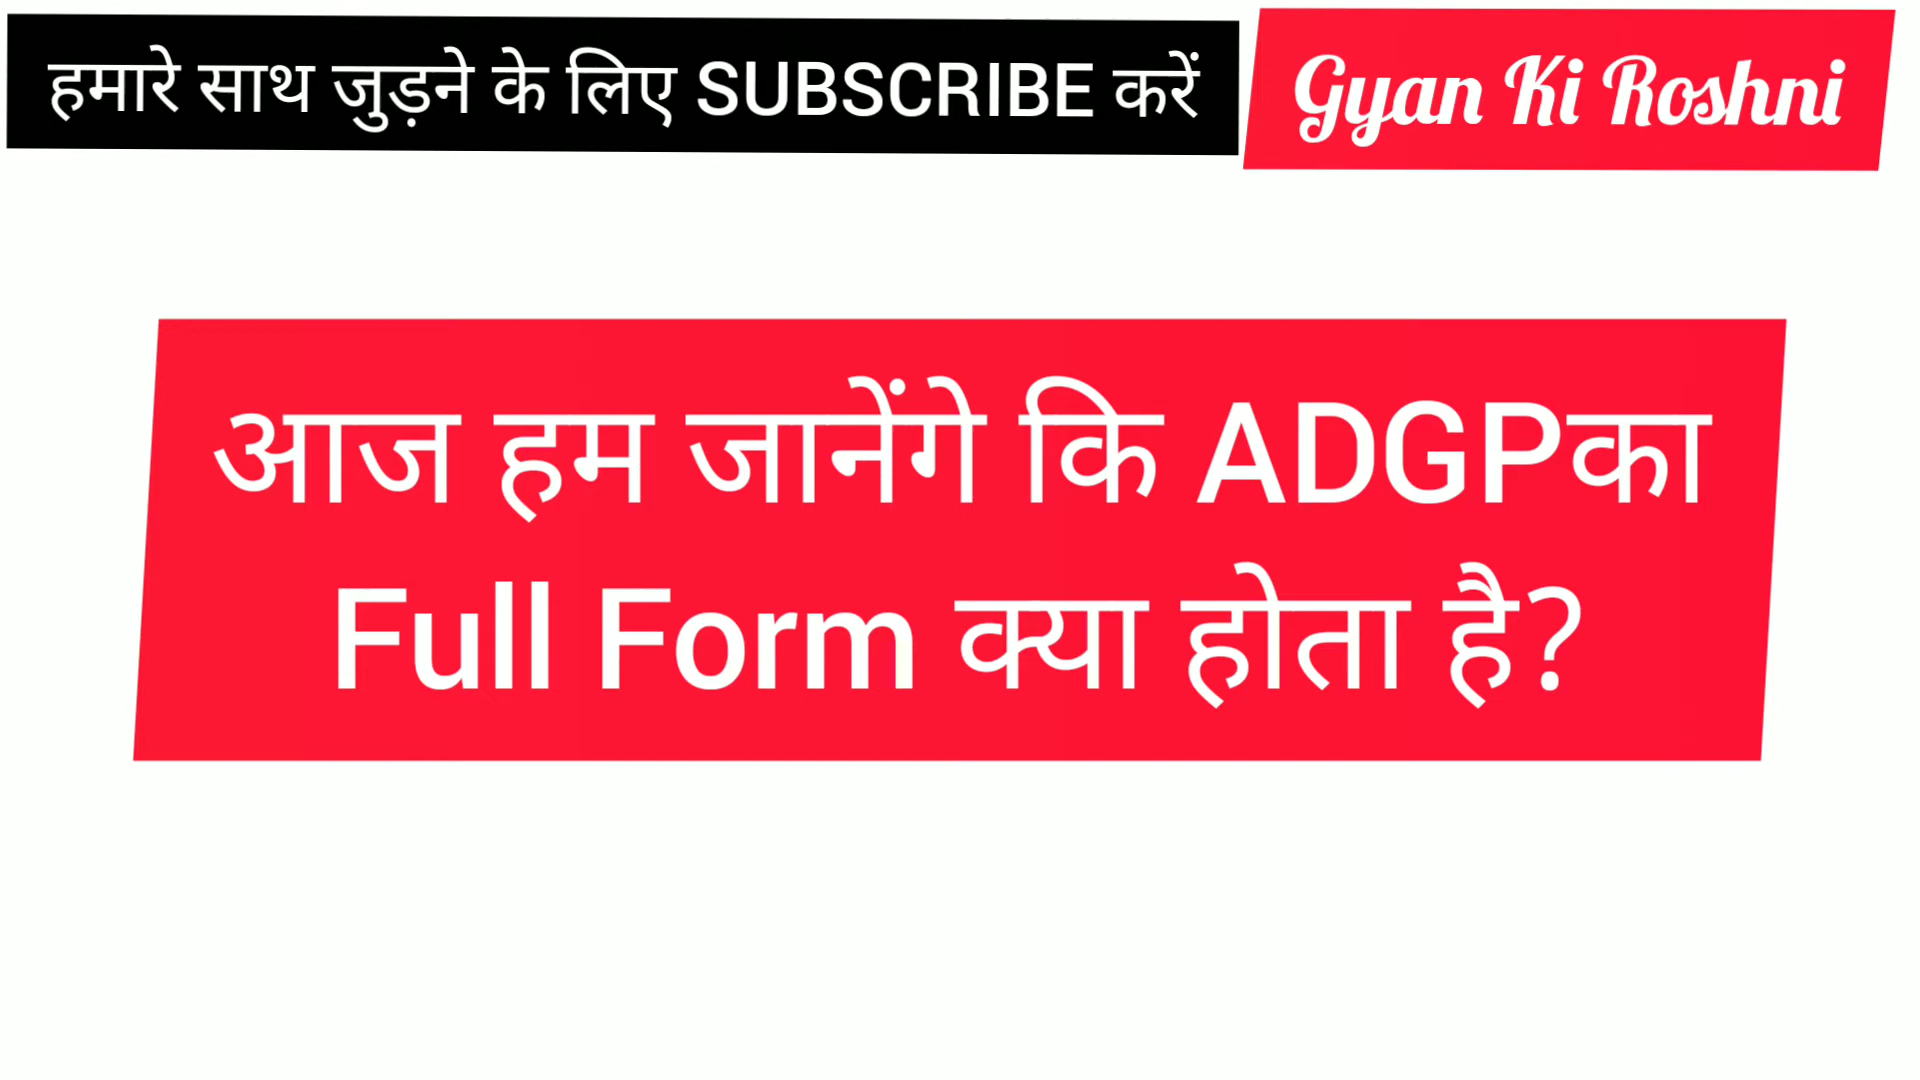 हमारे साथ जुड़ने के लिए SUBSCRIBE करें
Gyan Ki Roshni
आज हम जानेंगे कि ADGPका
Full Form क्या होता है?